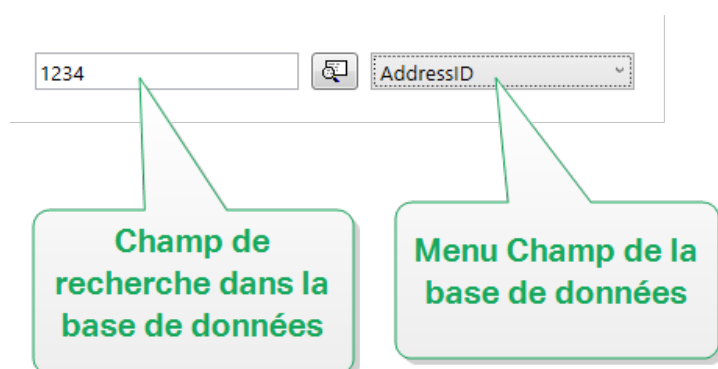 1234
AddressID
Champ de
recherche dans la
base de données
Menu Champ de la
base de données